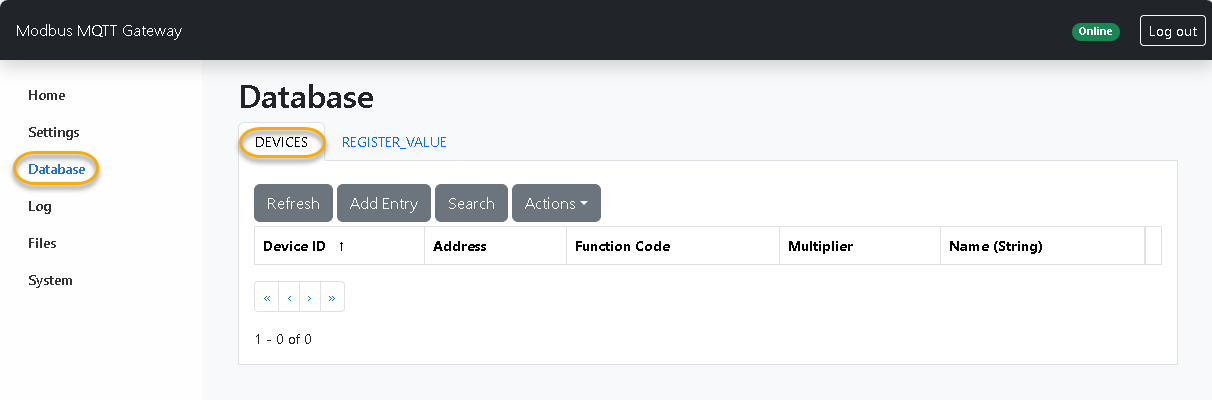 Modbus MQTT Gateway
Online
Log out
Home
Settings
Database
Log
Files
System
Database
DEVICES
REGISTER_VALUE
Refresh
Add Entry
Search
Actions
Device ID ↑ Address Function Code Multiplier Name (String)
« ‹ › »
1 - 0 of 0